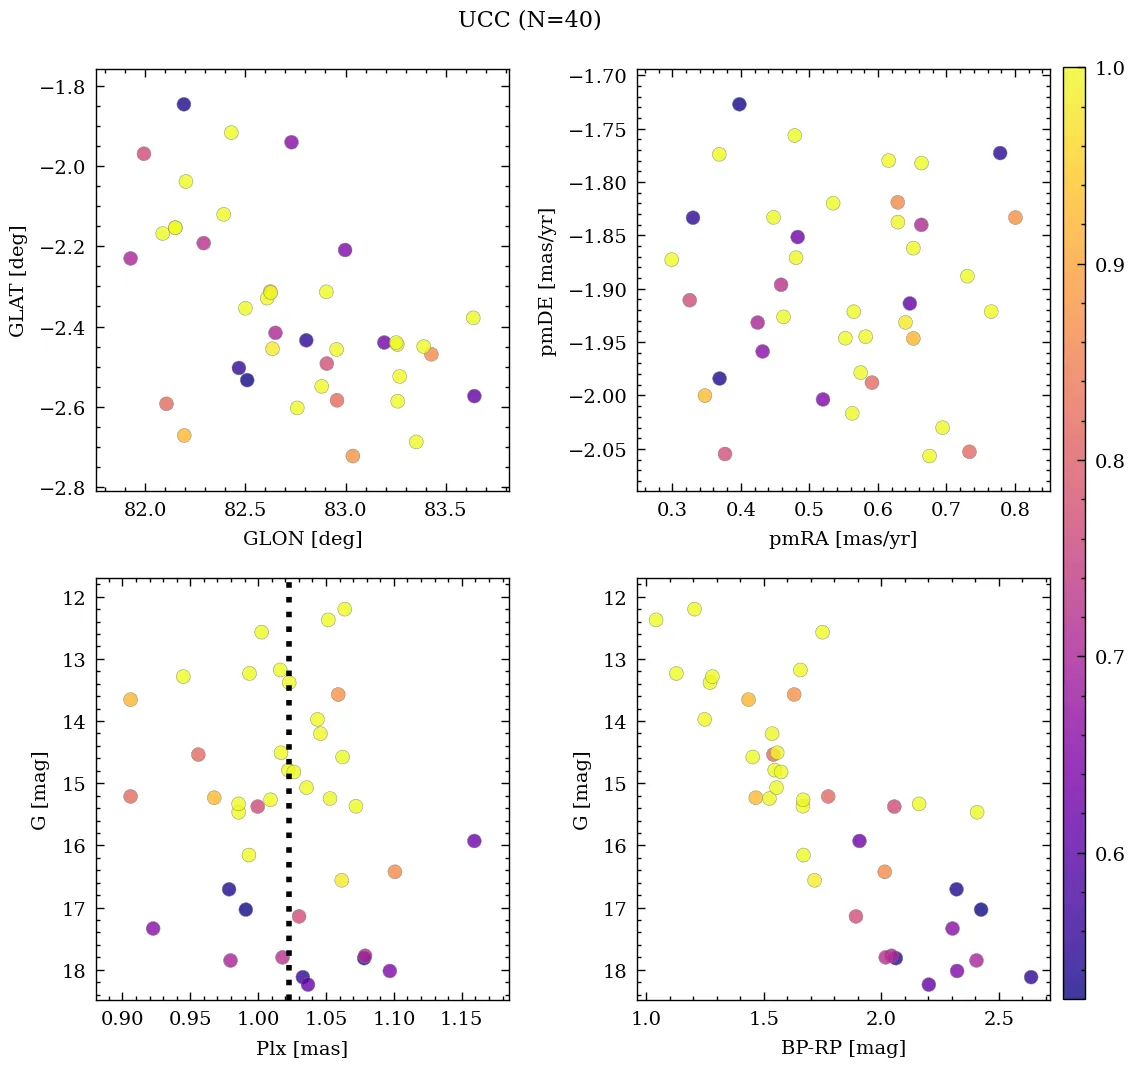 UCC (N=40)
−1.8
−2.0
−2.2
−2.4
−2.6
−2.8
GLAT [deg]
82.0 82.5 83.0 83.5
GLON [deg]
−1.70
−1.75
−1.80
−1.85
−1.90
−1.95
−2.00
−2.05
pmDE [mas/yr]
0.3 0.4 0.5 0.6 0.7 0.8
pmRA [mas/yr]
1.0
0.9
0.8
0.7
0.6
12
13
14
15
16
17
18
G [mag]
0.90 0.95 1.00 1.05 1.10 1.15
Plx [mas]
12
13
14
15
16
17
18
G [mag]
1.0 1.5 2.0 2.5
BP-RP [mag]